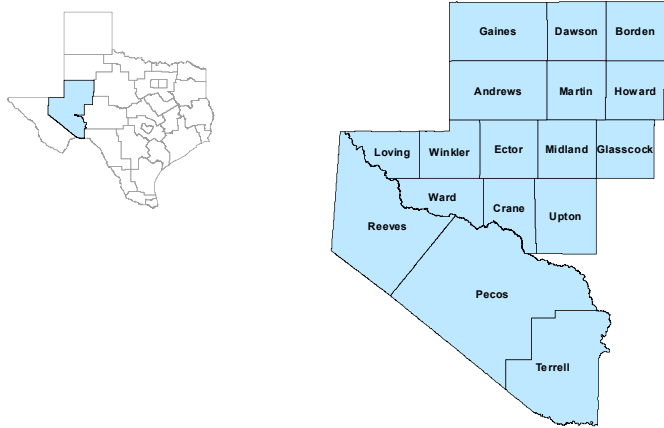 Gaines Dawson Borden
Andrews Martin Howard
Loving Winkler Ector Midland Glasscock
Ward Crane Upton
Reeves
Pecos
Terrell